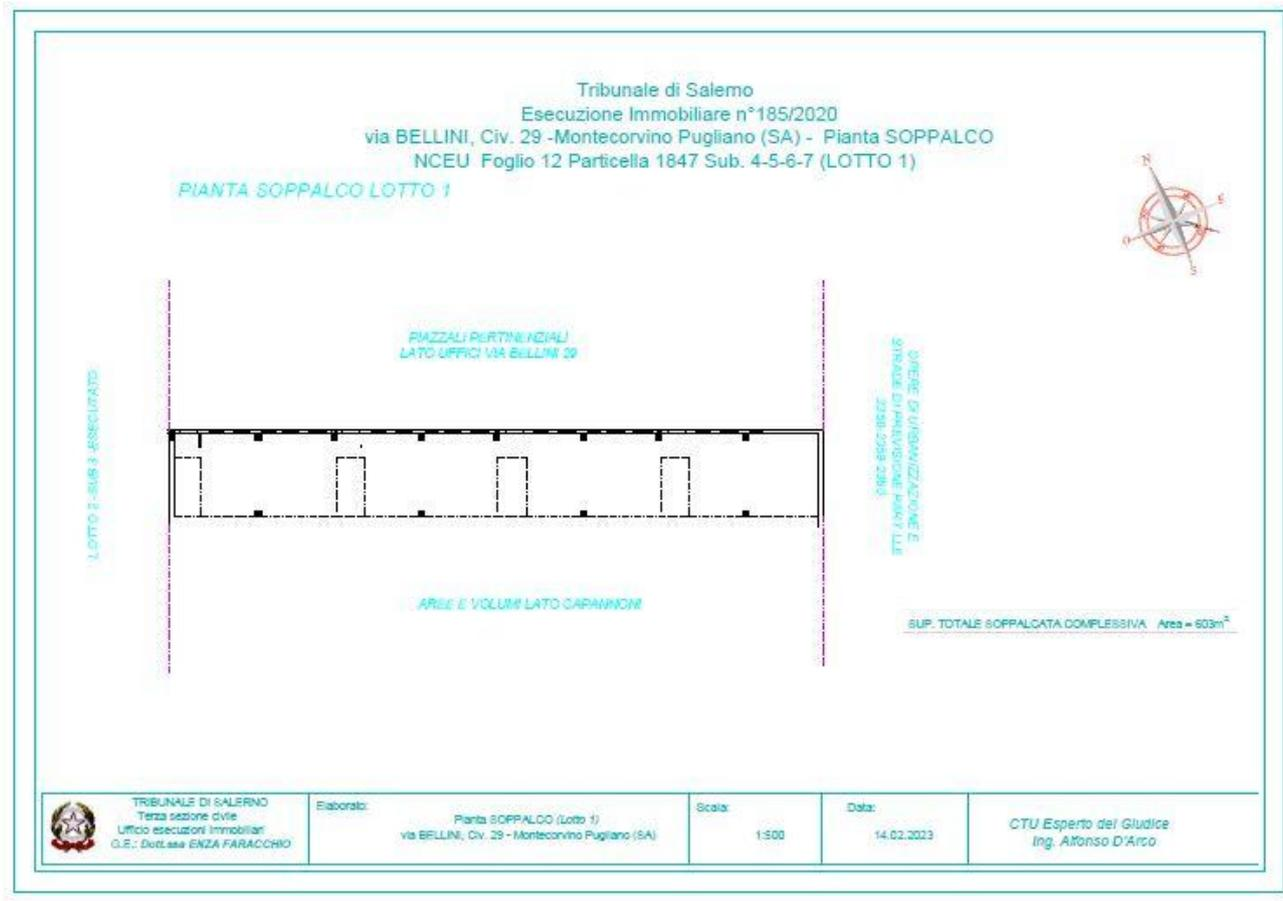 Tribunale di Salerno
Esecuzione Immobiliare n°185/2020
via BELLINI, Civ. 29 -Montecorvino Pugliano (SA) - Pianta SOPPALCO
NCEU Foglio 12 Particella 1847 Sub. 4-5-6-7 (LOTTO 1)
PIANTA SOPPALCO LOTTO 1
N
E
O
S
PIAZZALI PERTINENZIALI
LATO UFFICI VIA BELLINI 29
LOTTO 2 - SUB 3 -ESECUTATO
OPERE DI URBANIZZAZIONE E
STRADE DI PREVISIONE
AREE E VOLUMI LATO CAPANNONI
SUP. TOTALE SOPPALCATA COMPLESSIVA Area = 603m²
TRIBUNALE DI SALERNO
Terza sezione civile
Ufficio esecuzioni Immobiliari
G.E.: Dott.ssa ENZA FARACCHIO
Elaborato:
Pianta SOPPALCO (Lotto 1)
via BELLINI, Civ. 29 - Montecorvino Pugliano (SA)
Scala:
1:500
Data:
14.02.2023
CTU Esperto del Giudice
Ing. Alfonso D'Arco